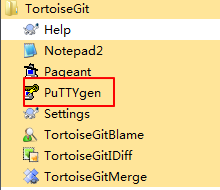 TortoiseGit
Help
Notepad2
Pageant
PuTTYgen
Settings
TortoiseGitBlame
TortoiseGitIDiff
TortoiseGitMerge